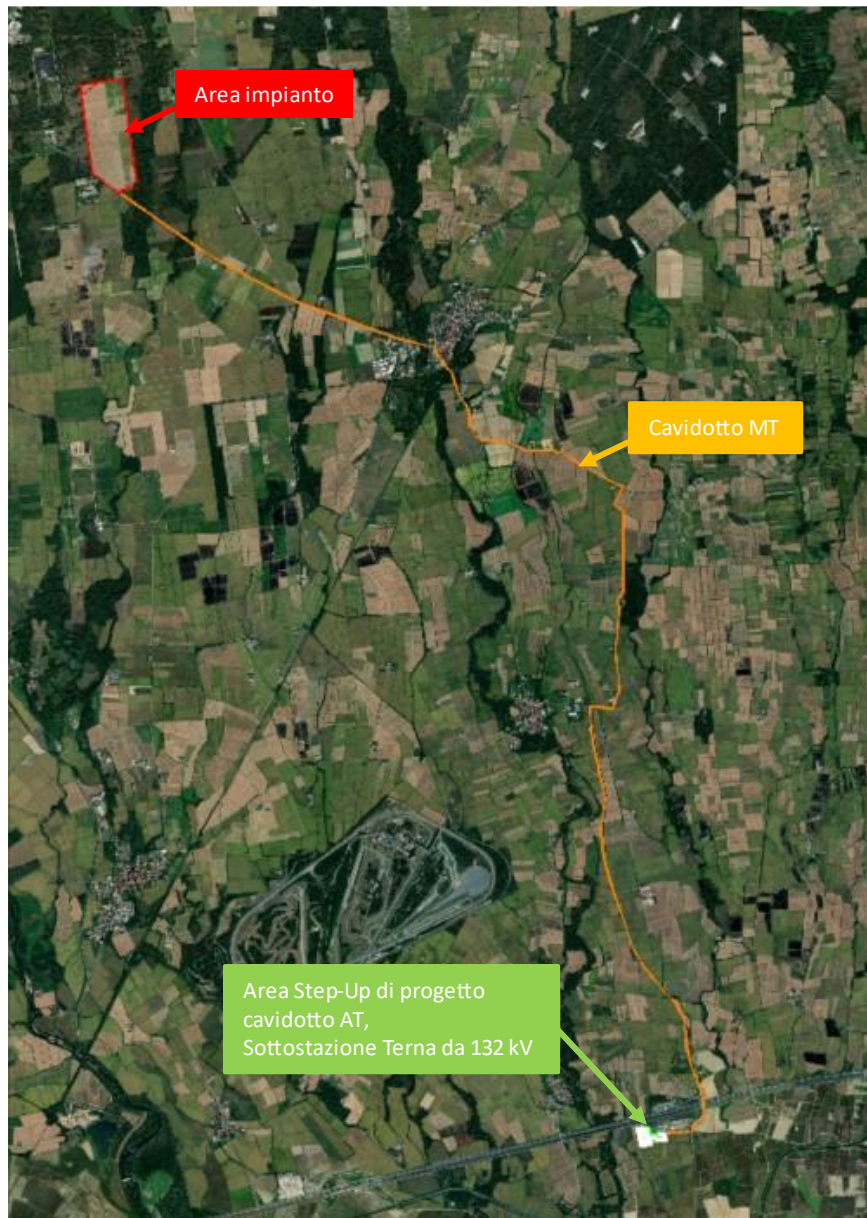 Area impianto
Cavidotto MT
Area Step-Up di progetto
cavidotto AT,
Sottostazione Terna da 132 kV